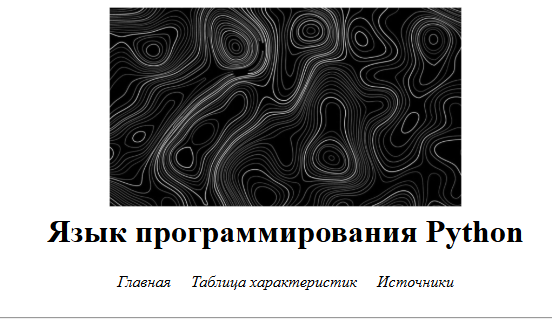 Язык программирования Python
Главная Таблица характеристик Источники